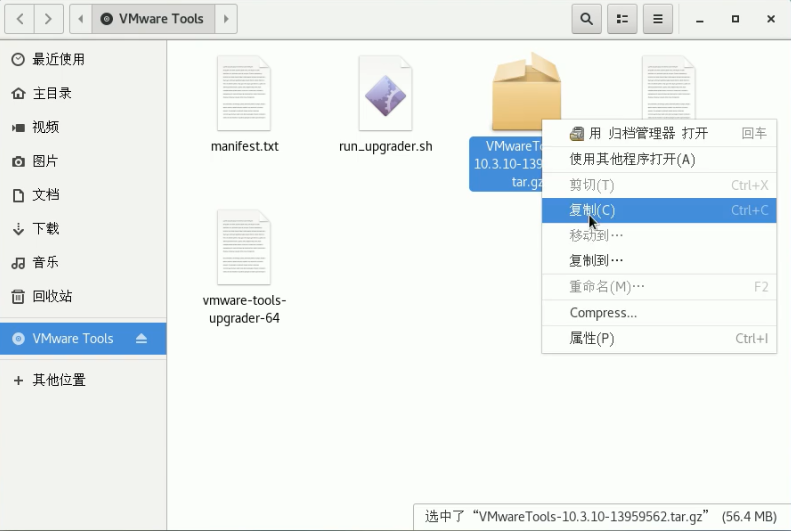 VMware Tools
最近使用
主目录
视频
图片
文档
下载
音乐
回收站
VMware Tools
其他位置
manifest.txt
run_upgrader.sh
VMwareTo
10.3.10-139
tar.gz
vmware-tools-
upgrader-64
用 归档管理器 打开 回车
使用其他程序打开(A)
剪切(T) Ctrl+X
复制(C) Ctrl+C
移动到…
复制到…
重命名(M)… F2
Compress...
属性(P) Ctrl+I
选中了“VMwareTools-10.3.10-13959562.tar.gz” (56.4 MB)